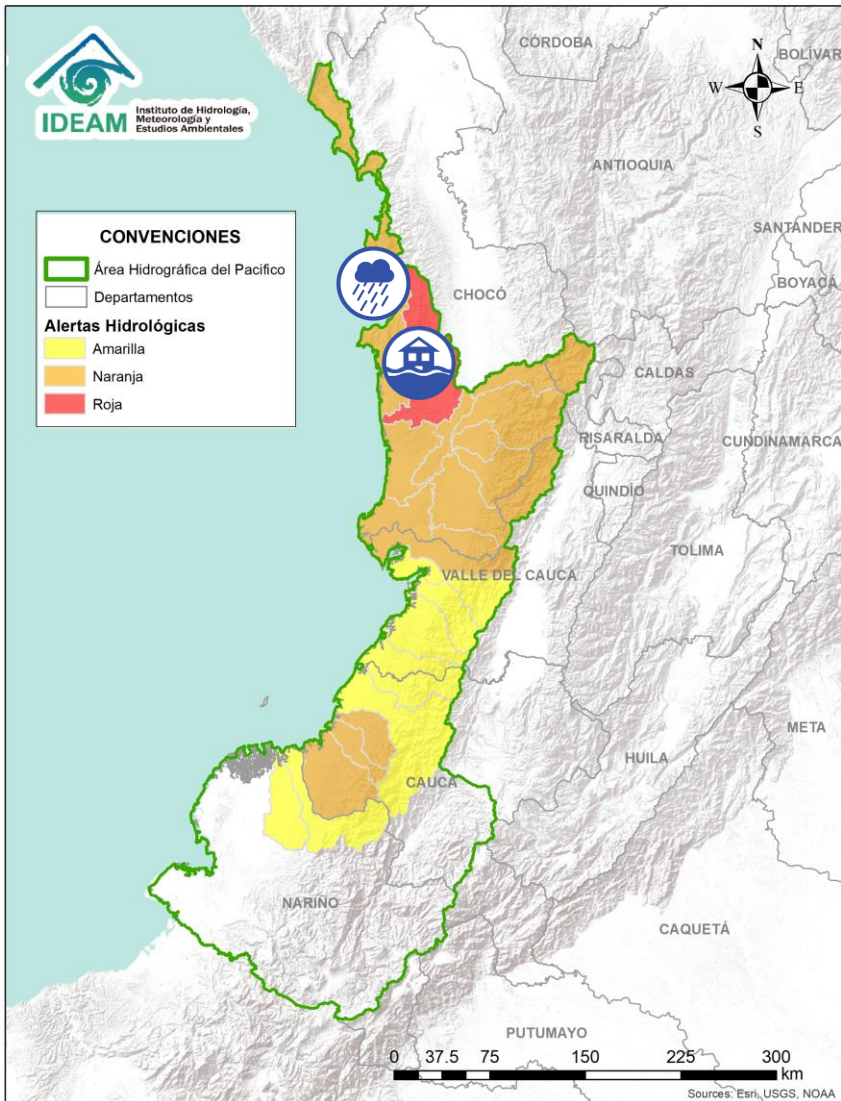 IDEAM
Instituto de Hidrología,
Meteorología y
Estudios Ambientales
N
W E
S
CÓRDOBA
BOLÍVAR
ANTIOQUIA
SANTANDER
BOYACÁ
CHOCÓ
CALDAS
RISARALDA
CUNDINAMARCA
QUINDÍO
TOLIMA
VALLE DEL CAUCA
META
HUILA
CAUCA
NARIÑO
CAQUETÁ
PUTUMAYO
CONVENCIONES
Área Hidrográfica del Pacifico
Departamentos
Alertas Hidrológicas
Amarilla
Naranja
Roja
0 37.5 75 150 225 300
km
Sources: Esri, USGS, NOAA